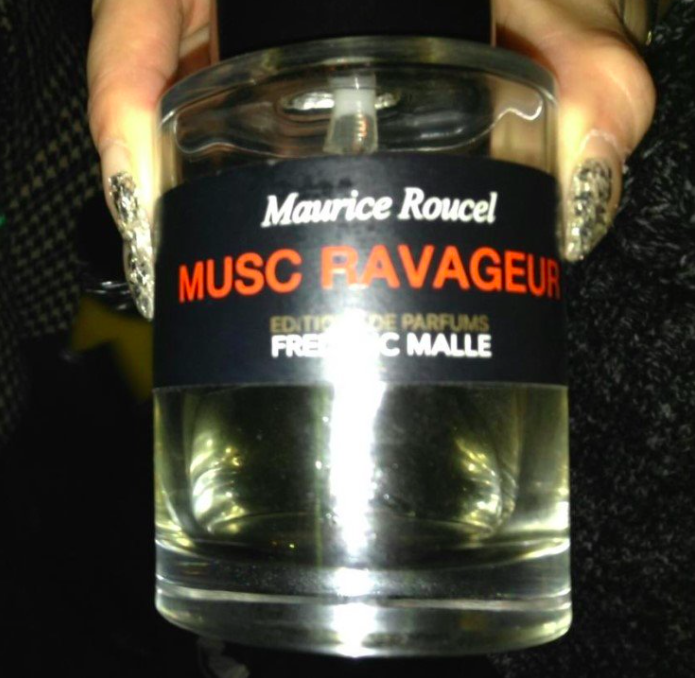 Maurice Roucel
MUSC RAVAGEUR
EDITIONS DE PARFUMS
FREDERIC MALLE